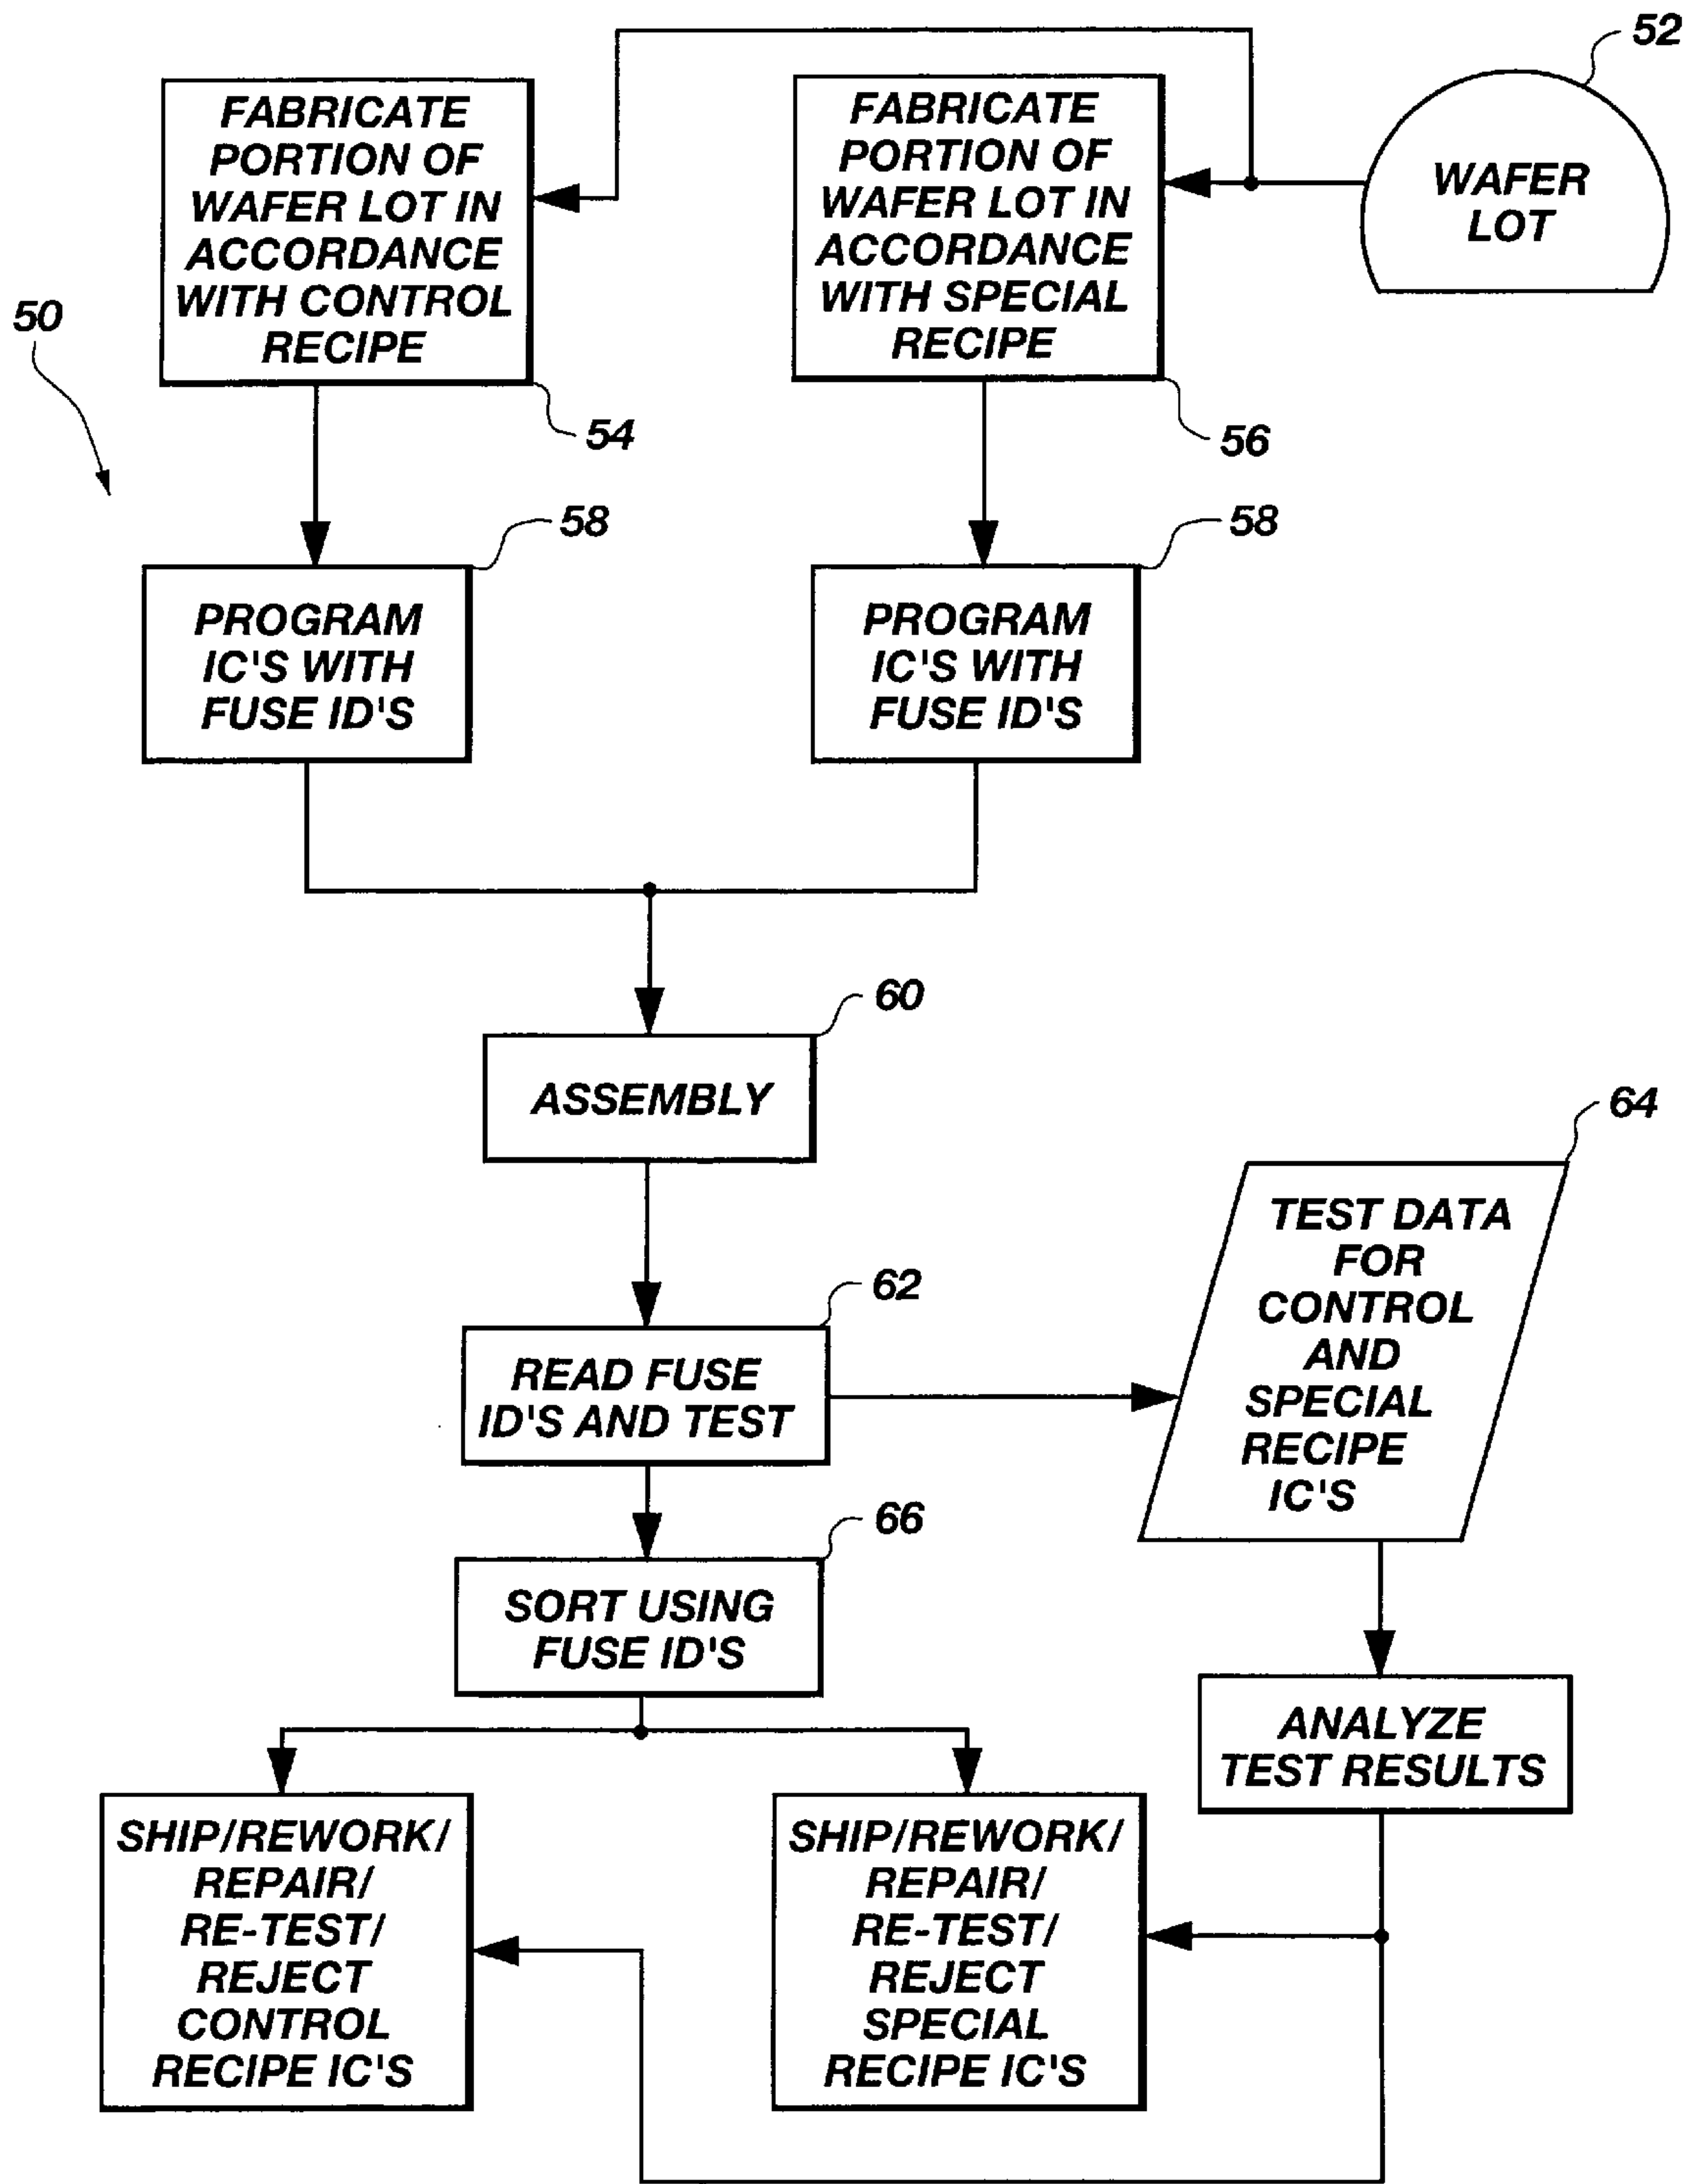 52
FABRICATE
PORTION OF
WAFER LOT IN
ACCORDANCE
WITH CONTROL
RECIPE
FABRICATE
PORTION OF
WAFER LOT IN
ACCORDANCE
WITH SPECIAL
RECIPE
WAFER
LOT
50
54
56
58
58
PROGRAM
IC'S WITH
FUSE ID'S
PROGRAM
IC'S WITH
FUSE ID'S
60
ASSEMBLY
64
TEST DATA
FOR
CONTROL
AND
SPECIAL
RECIPE
IC'S
62
READ FUSE
ID'S AND TEST
66
SORT USING
FUSE ID'S
ANALYZE
TEST RESULTS
SHIP/REWORK/
REPAIR/
RE-TEST/
REJECT
CONTROL
RECIPE IC'S
SHIP/REWORK/
REPAIR/
RE-TEST/
REJECT
SPECIAL
RECIPE IC'S